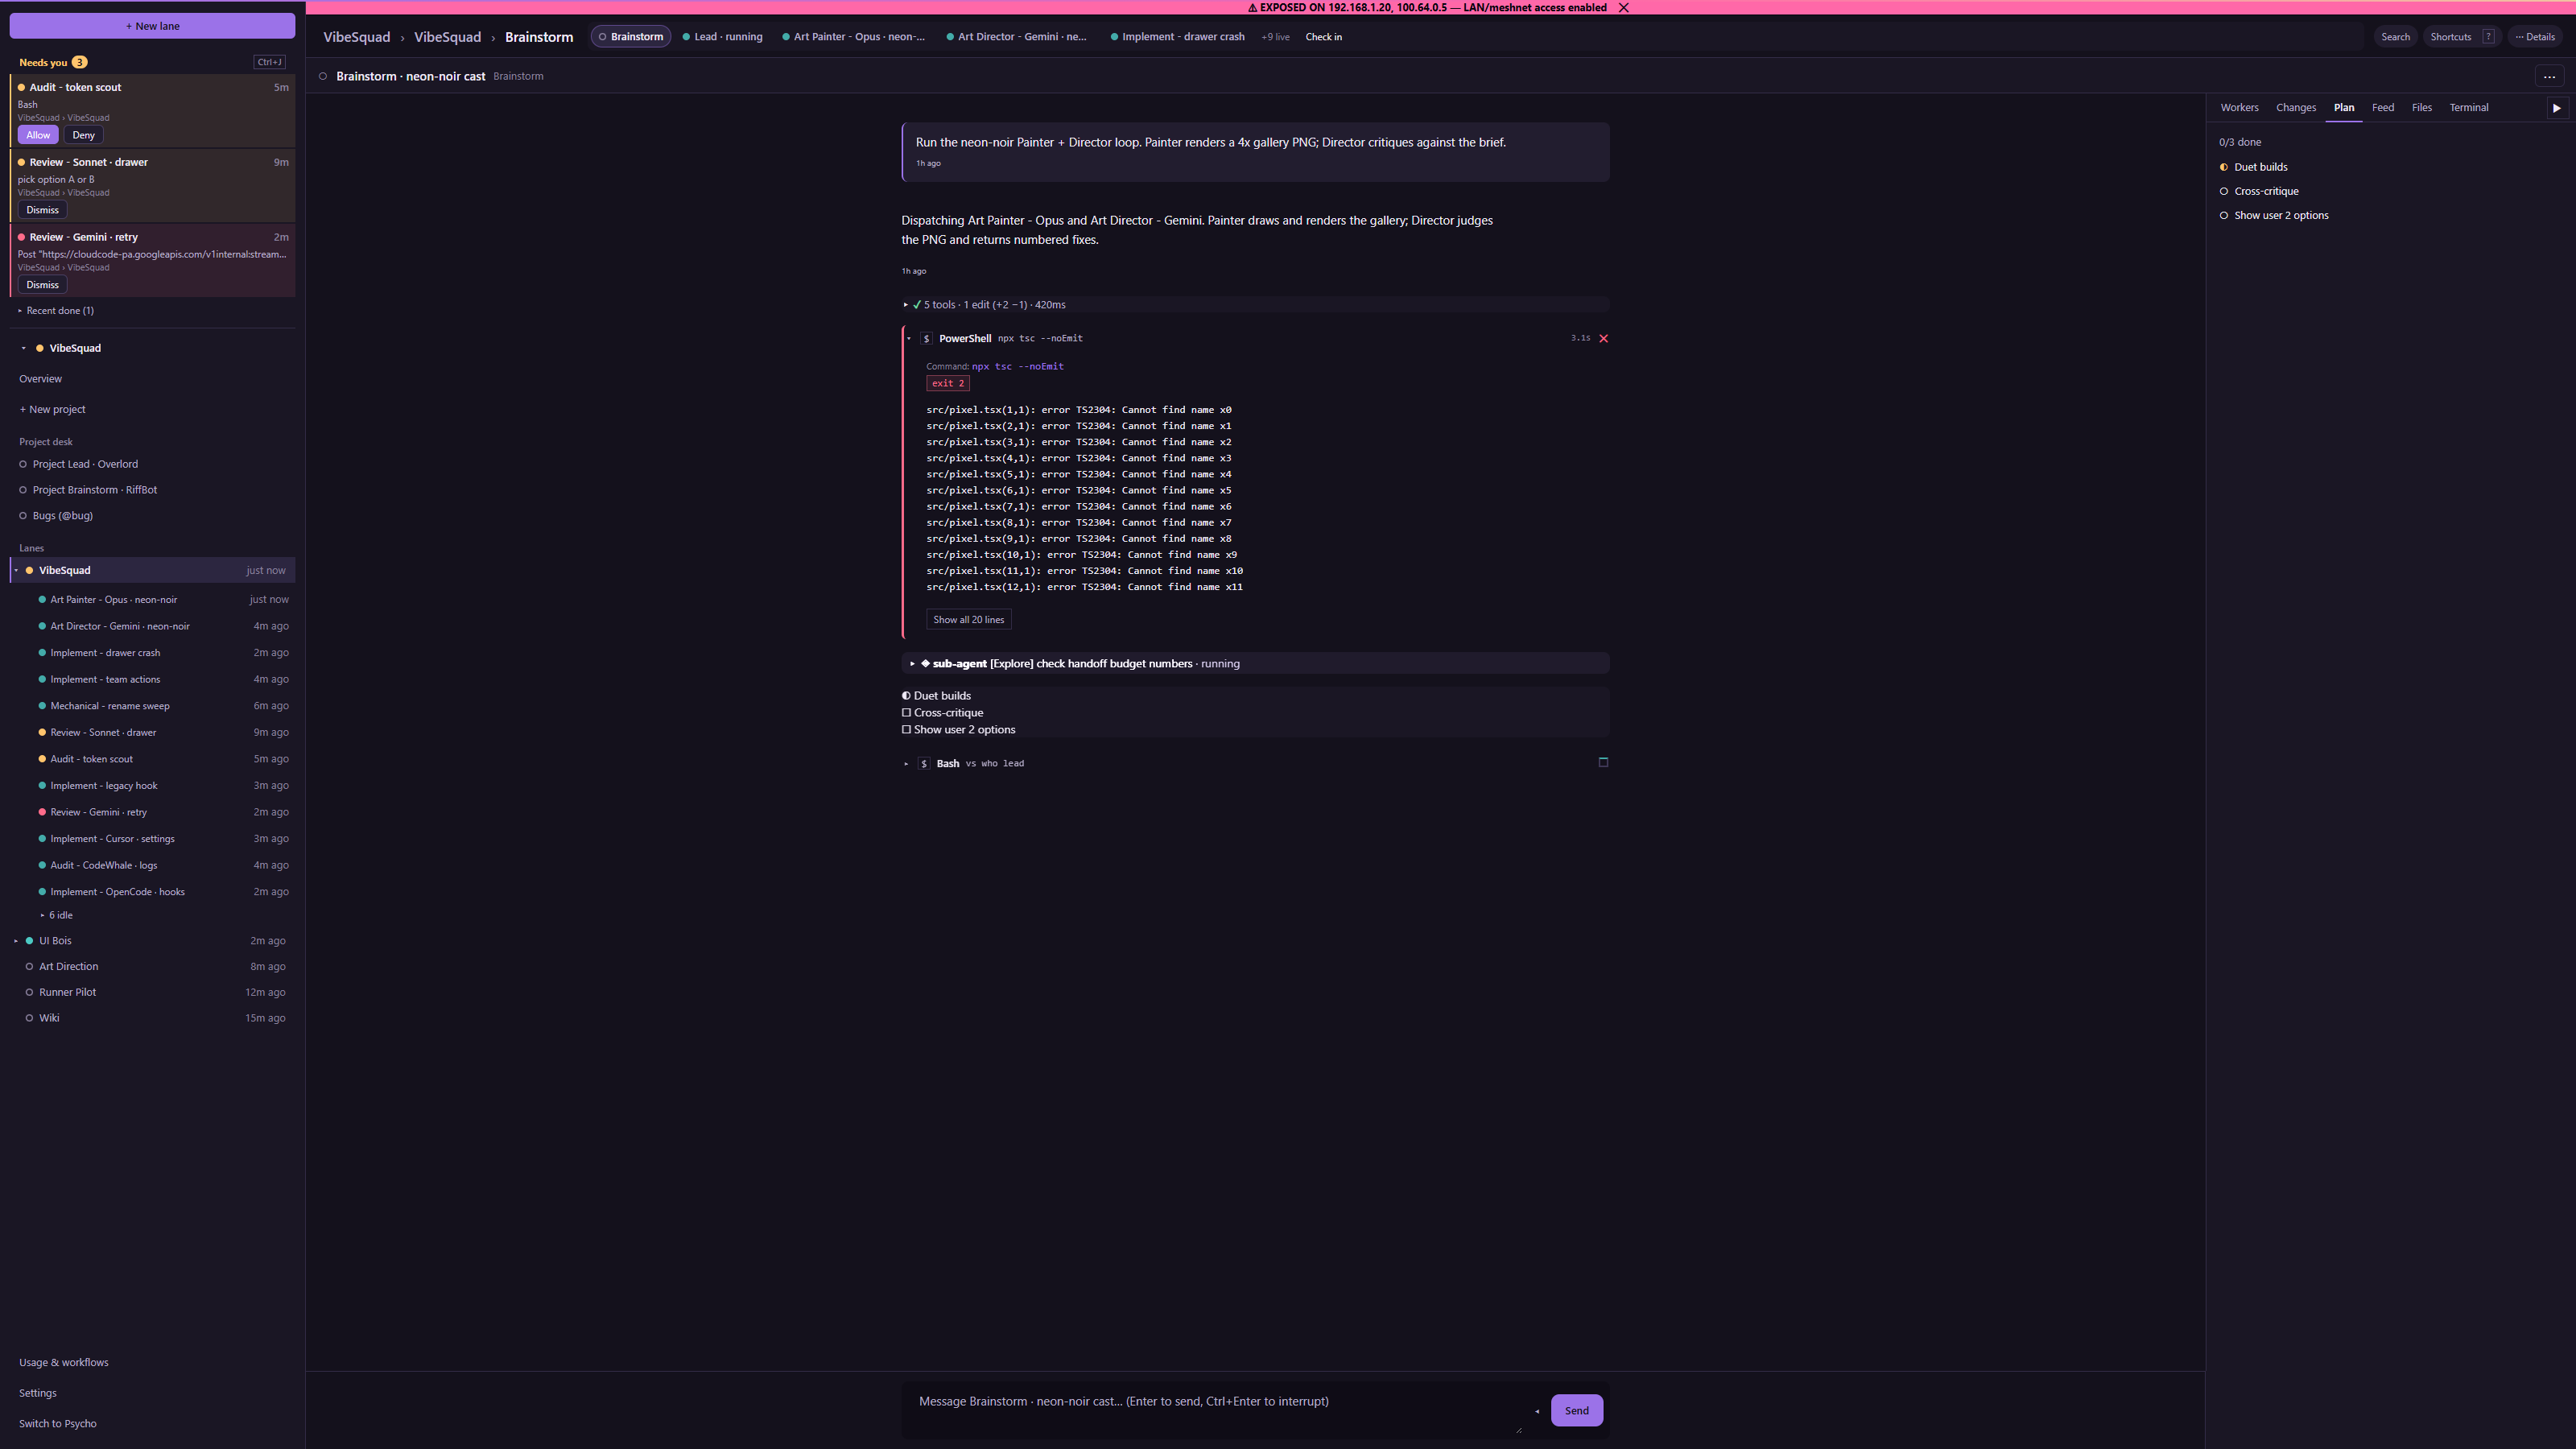 ⚠ EXPOSED ON 192.168.1.20, 100.64.0.5 — LAN/meshnet access enabled
+ New lane
Needs you 3 Ctrl+J
Audit - token scout 5m
Bash
VibeSquad › VibeSquad
Allow Deny
Review - Sonnet · drawer 9m
pick option A or B
VibeSquad › VibeSquad
Dismiss
Review - Gemini · retry 2m
Post "https://cloudcode-pa.googleapis.com/v1internal:stream...
VibeSquad › VibeSquad
Dismiss
Recent done (1)
VibeSquad
Overview
+ New project
Project desk
Project Lead · Overlord
Project Brainstorm · RiffBot
Bugs (@bug)
Lanes
VibeSquad just now
Art Painter - Opus · neon-noir just now
Art Director - Gemini · neon-noir 4m ago
Implement - drawer crash 2m ago
Implement - team actions 4m ago
Mechanical - rename sweep 6m ago
Review - Sonnet · drawer 9m ago
Audit - token scout 5m ago
Implement - legacy hook 3m ago
Review - Gemini · retry 2m ago
Implement - Cursor · settings 3m ago
Audit - CodeWhale · logs 4m ago
Implement - OpenCode · hooks 2m ago
6 idle
UI Bois 2m ago
Art Direction 8m ago
Runner Pilot 12m ago
Wiki 15m ago
Usage & workflows
Settings
Switch to Psycho
VibeSquad › VibeSquad › Brainstorm
Brainstorm Lead · running Art Painter - Opus · neon-... Art Director - Gemini · ne... Implement - drawer crash +9 live Check in
Search Shortcuts ? ··· Details
Brainstorm · neon-noir cast Brainstorm ...
Run the neon-noir Painter + Director loop. Painter renders a 4x gallery PNG; Director critiques against the brief.
1h ago
Dispatching Art Painter - Opus and Art Director - Gemini. Painter draws and renders the gallery; Director judges
the PNG and returns numbered fixes.
1h ago
✓ 5 tools · 1 edit (+2 −1) · 420ms
$ PowerShell npx tsc --noEmit 3.1s
Command: npx tsc --noEmit
exit 2
src/pixel.tsx(1,1): error TS2304: Cannot find name x0
src/pixel.tsx(2,1): error TS2304: Cannot find name x1
src/pixel.tsx(3,1): error TS2304: Cannot find name x2
src/pixel.tsx(4,1): error TS2304: Cannot find name x3
src/pixel.tsx(5,1): error TS2304: Cannot find name x4
src/pixel.tsx(6,1): error TS2304: Cannot find name x5
src/pixel.tsx(7,1): error TS2304: Cannot find name x6
src/pixel.tsx(8,1): error TS2304: Cannot find name x7
src/pixel.tsx(9,1): error TS2304: Cannot find name x8
src/pixel.tsx(10,1): error TS2304: Cannot find name x9
src/pixel.tsx(11,1): error TS2304: Cannot find name x10
src/pixel.tsx(12,1): error TS2304: Cannot find name x11
Show all 20 lines
◆ sub-agent [Explore] check handoff budget numbers · running
◐ Duet builds
☐ Cross-critique
☐ Show user 2 options
$ Bash vs who lead
Message Brainstorm · neon-noir cast... (Enter to send, Ctrl+Enter to interrupt)
Send
Workers Changes Plan Feed Files Terminal
0/3 done
Duet builds
Cross-critique
Show user 2 options